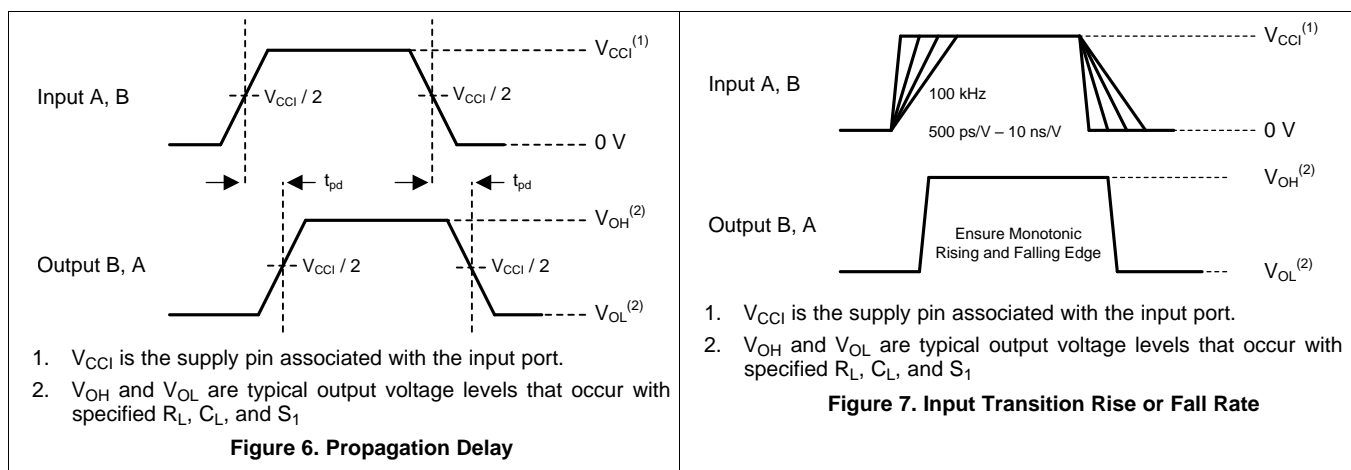 Input A, B
V_CCI / 2
V_CCI / 2
V_CCI(1)
0 V
t_pd
t_pd
Output B, A
V_CCI / 2
V_CCI / 2
V_OH(2)
V_OL(2)
1. V_CCI is the supply pin associated with the input port.
2. V_OH and V_OL are typical output voltage levels that occur with
specified R_L, C_L, and S_1
Figure 6. Propagation Delay
Input A, B
100 kHz
500 ps/V – 10 ns/V
V_CCI(1)
0 V
Output B, A
Ensure Monotonic
Rising and Falling Edge
V_OH(2)
V_OL(2)
1. V_CCI is the supply pin associated with the input port.
2. V_OH and V_OL are typical output voltage levels that occur with
specified R_L, C_L, and S_1
Figure 7. Input Transition Rise or Fall Rate